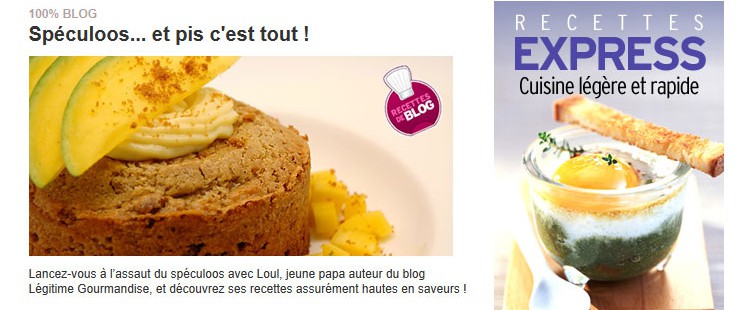 100% BLOG
Spéculoos... et pis c'est tout !
RECETTES
DE BLOG
Lancez-vous à l'assaut du spéculoos avec Loul, jeune papa auteur du blog
Légitime Gourmandise, et découvrez ses recettes assurément hautes en saveurs !
RECETTES
EXPRESS
Cuisine légère et rapide